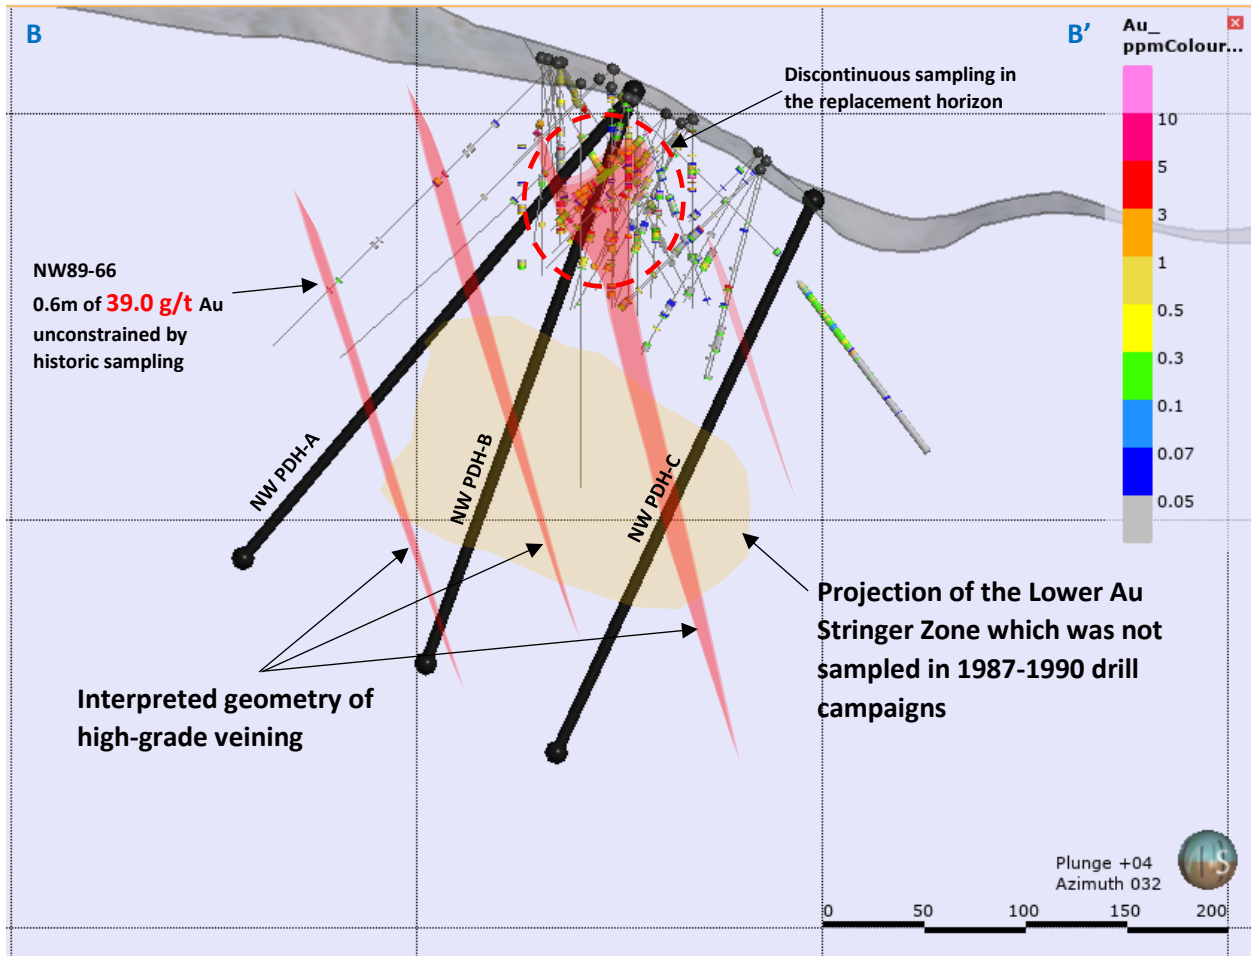 B
B'
Au_
ppmColour...
10
5
3
1
0.5
0.3
0.1
0.07
0.05
Discontinuous sampling in
the replacement horizon
NW89-66
0.6m of 39.0 g/t Au
unconstrained by
historic sampling
NW PDH-A
NW PDH-B
NW PDH-C
Projection of the Lower Au
Stringer Zone which was not
sampled in 1987-1990 drill
campaigns
Interpreted geometry of
high-grade veining
Plunge +04
Azimuth 032
S
0 50 100 150 200